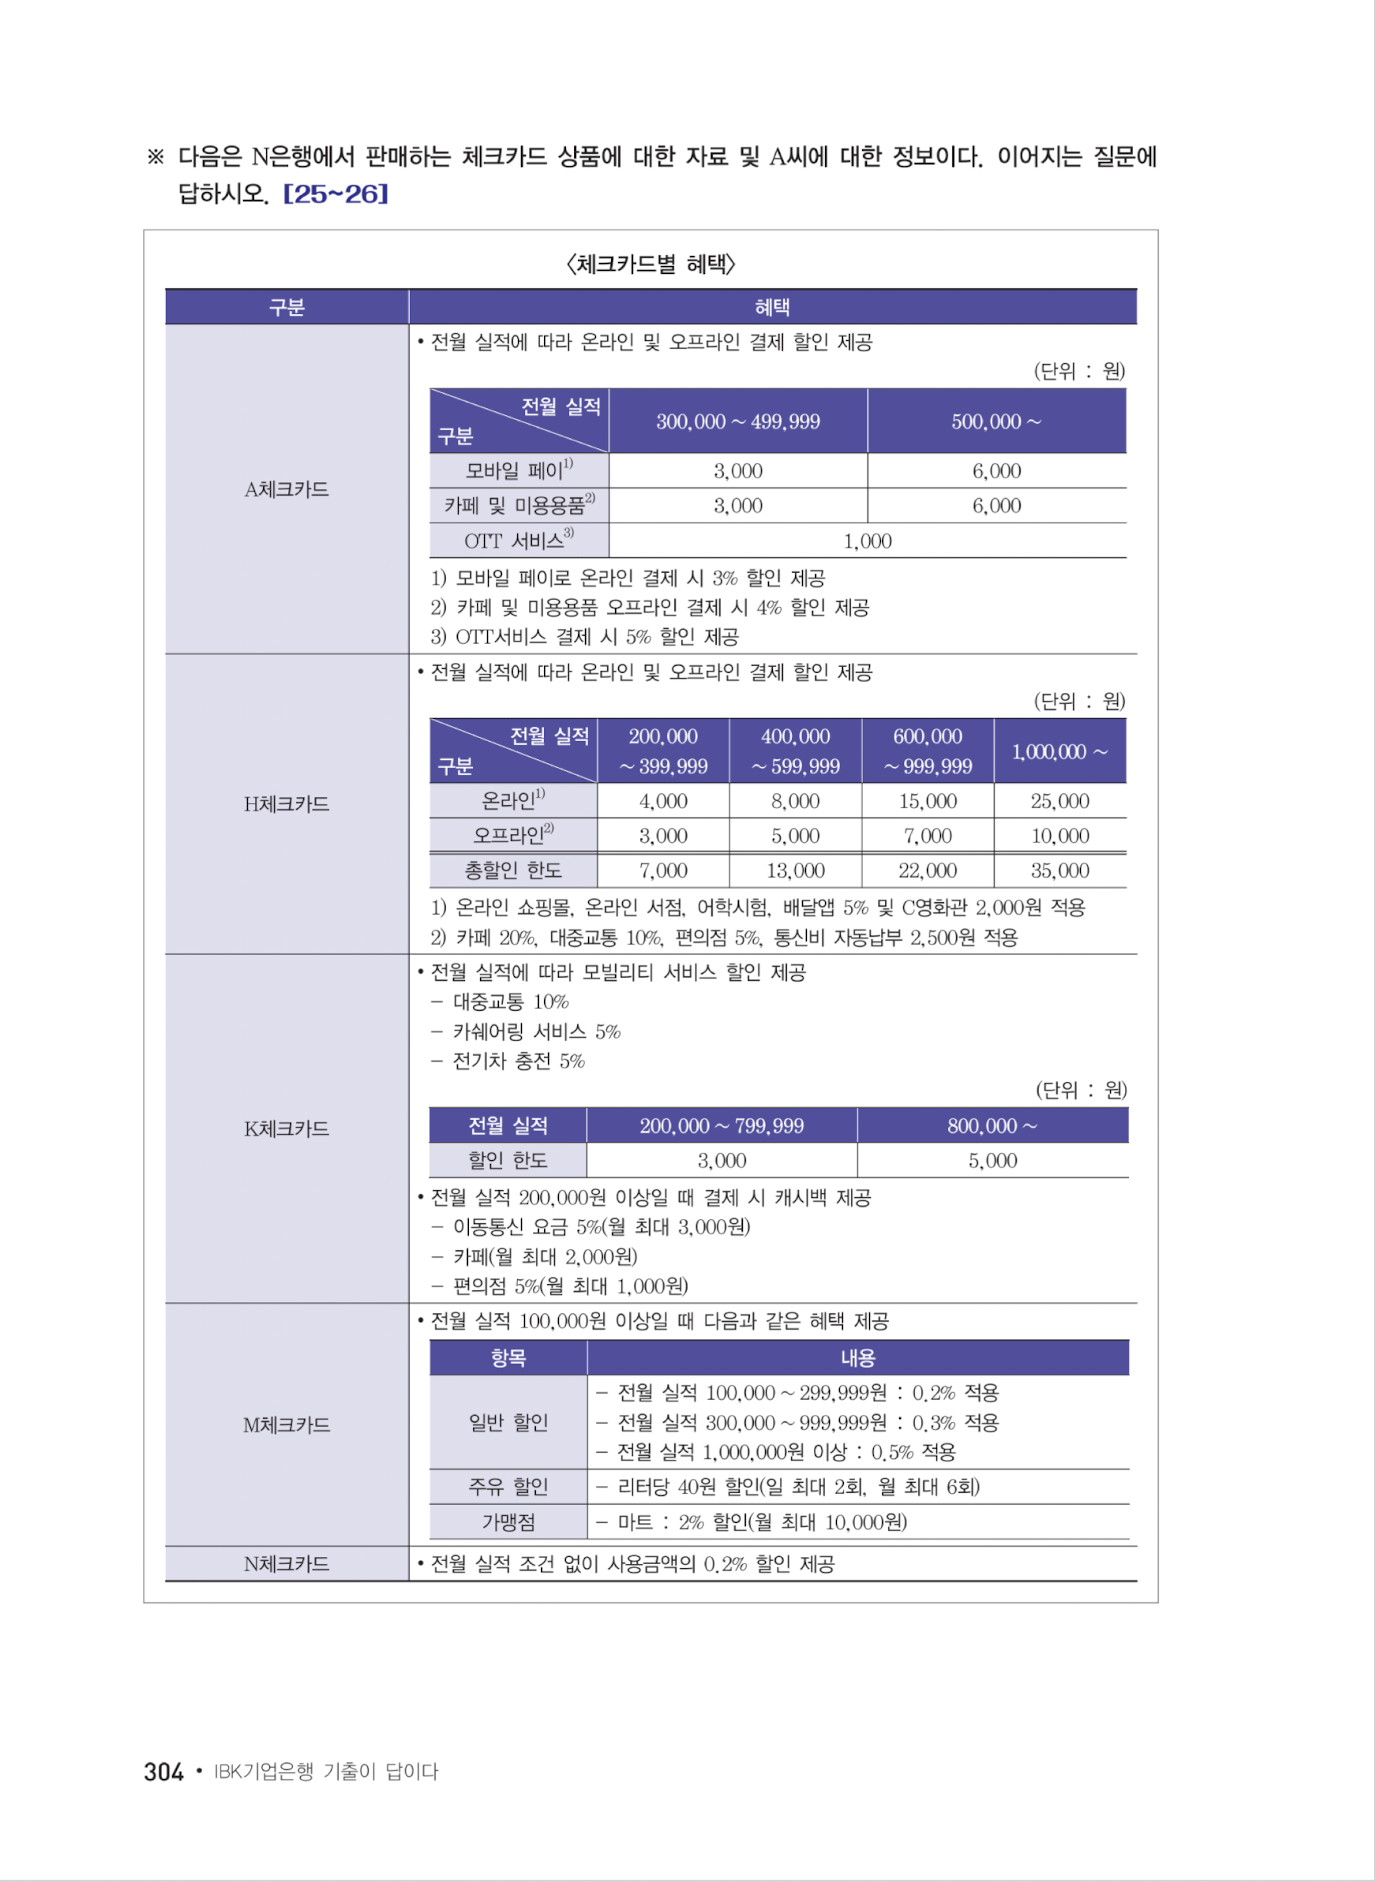 ※ 다음은 N은행에서 판매하는 체크카드 상품에 대한 자료 및 A씨에 대한 정보이다. 이어지는 질문에
답하시오. [25~26]
〈체크카드별 혜택〉
구분 혜택
A체크카드
• 전월 실적에 따라 온라인 및 오프라인 결제 할인 제공
(단위 : 원)
전월 실적
구분
300,000 ~ 499,999 500,000 ~
모바일 페이1) 3,000 6,000
카페 및 미용용품2) 3,000 6,000
OTT 서비스3) 1,000
1) 모바일 페이로 온라인 결제 시 3% 할인 제공
2) 카페 및 미용용품 오프라인 결제 시 4% 할인 제공
3) OTT서비스 결제 시 5% 할인 제공
H체크카드
• 전월 실적에 따라 온라인 및 오프라인 결제 할인 제공
(단위 : 원)
전월 실적
구분
200,000 400,000 600,000 1,000,000 ~
~ 399,999 ~ 599,999 ~ 999,999
온라인1) 4,000 8,000 15,000 25,000
오프라인2) 3,000 5,000 7,000 10,000
총할인 한도 7,000 13,000 22,000 35,000
1) 온라인 쇼핑몰, 온라인 서점, 어학시험, 배달앱 5% 및 C영화관 2,000원 적용
2) 카페 20%, 대중교통 10%, 편의점 5%, 통신비 자동납부 2,500원 적용
K체크카드
• 전월 실적에 따라 모빌리티 서비스 할인 제공
－ 대중교통 10%
－ 카쉐어링 서비스 5%
－ 전기차 충전 5%
(단위 : 원)
전월 실적 200,000 ~ 799,999 800,000 ~
할인 한도 3,000 5,000
• 전월 실적 200,000원 이상일 때 결제 시 캐시백 제공
－ 이동통신 요금 5%(월 최대 3,000원)
－ 카페(월 최대 2,000원)
－ 편의점 5%(월 최대 1,000원)
M체크카드
• 전월 실적 100,000원 이상일 때 다음과 같은 혜택 제공
항목 내용
일반 할인
－ 전월 실적 100,000 ~ 299,999원 : 0.2% 적용
－ 전월 실적 300,000 ~ 999,999원 : 0.3% 적용
－ 전월 실적 1,000,000원 이상 : 0.5% 적용
주유 할인 － 리터당 40원 할인(일 최대 2회, 월 최대 6회)
가맹점 － 마트 : 2% 할인(월 최대 10,000원)
N체크카드 • 전월 실적 조건 없이 사용금액의 0.2% 할인 제공
304 • IBK기업은행 기출이 답이다